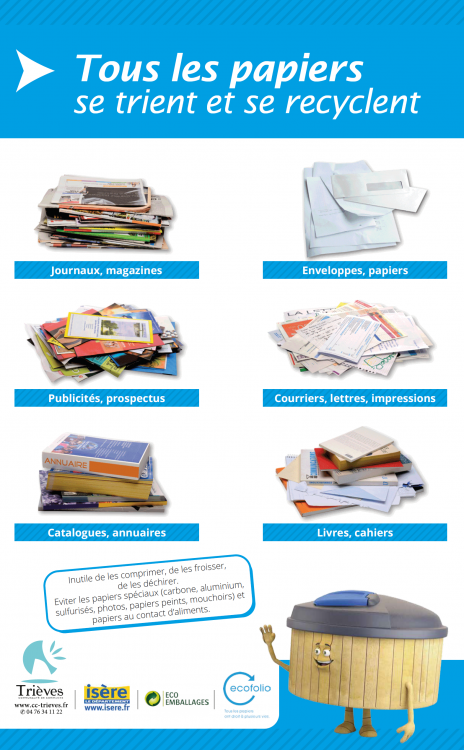 Tous les papiers
se trient et se recyclent
Journaux, magazines
Enveloppes, papiers
Publicités, prospectus
Courriers, lettres, impressions
ANNUAIRE
Catalogues, annuaires
Livres, cahiers
Inutile de les comprimer, de les froisser,
de les déchirer.
Eviter les papiers spéciaux (carbone, aluminium,
sulfurisés, photos, papiers peints, mouchoirs) et
papiers au contact d'aliments.
Trièves
www.cc-trieves.fr
✆ 04 76 34 11 22
isère
LE DÉPARTEMENT
www.isere.fr
ECO
EMBALLAGES
ecofolio